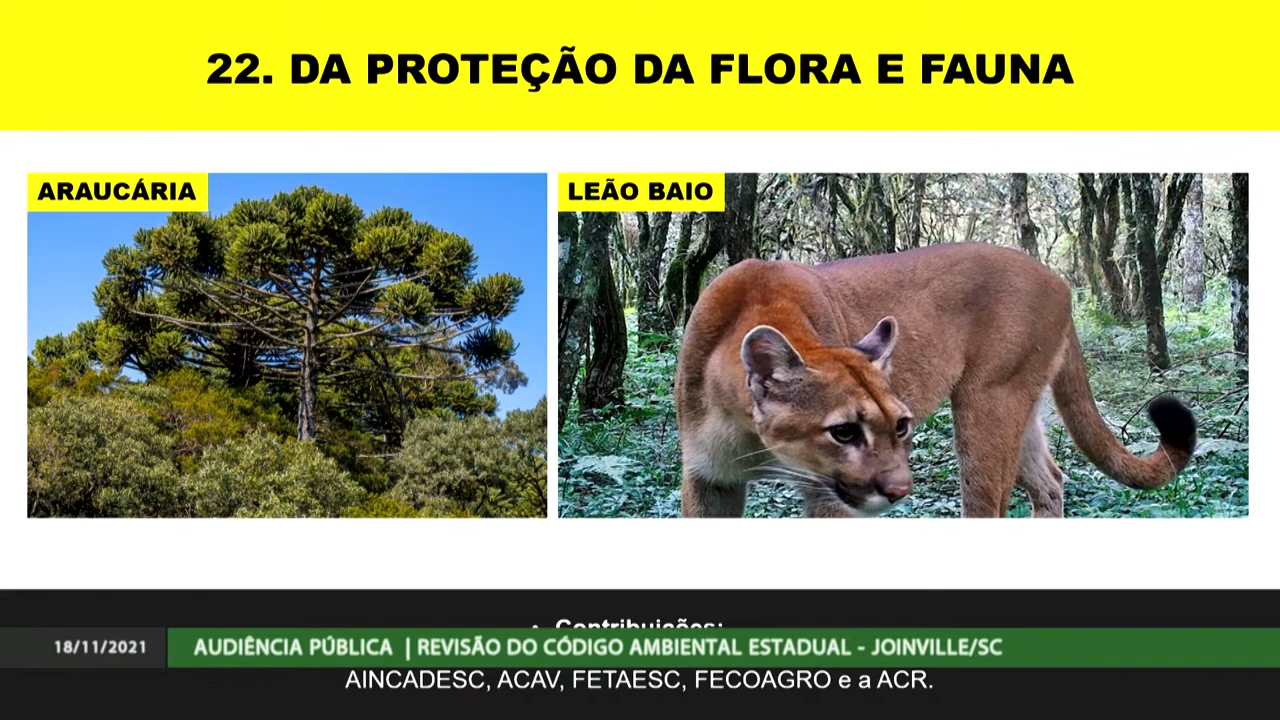 22. DA PROTEÇÃO DA FLORA E FAUNA
ARAUCÁRIA
LEÃO BAIO
• Contribuições:
18/11/2021
AUDIÊNCIA PÚBLICA | REVISÃO DO CÓDIGO AMBIENTAL ESTADUAL - JOINVILLE/SC
AINCADESC, ACAV, FETAESC, FECOAGRO e a ACR.